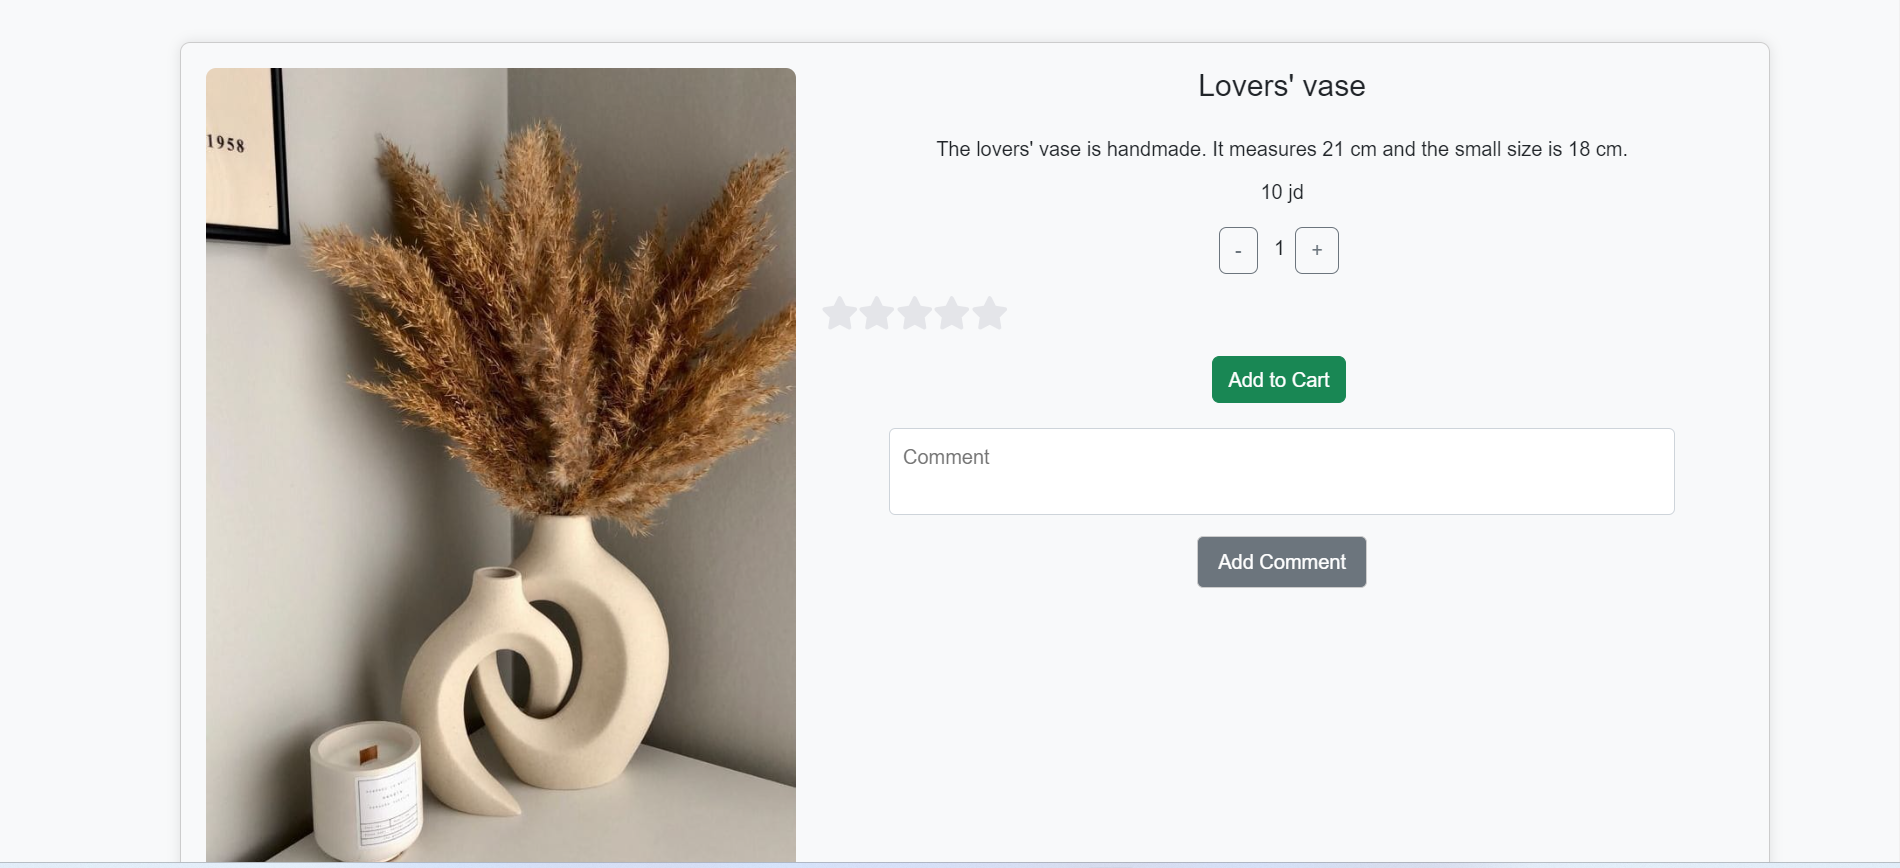 1958
Lovers' vase
The lovers' vase is handmade. It measures 21 cm and the small size is 18 cm.
10 jd
- 1 +
Add to Cart
Comment
Add Comment